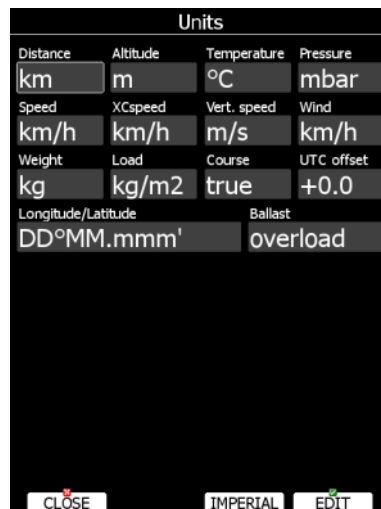 Units
Distance Altitude Temperature Pressure
km m °C mbar
Speed XCspeed Vert. speed Wind
km/h km/h m/s km/h
Weight Load Course UTC offset
kg kg/m2 true +0.0
Longitude/Latitude Ballast
DD°MM.mmm' overload
CLOSE IMPERIAL EDIT